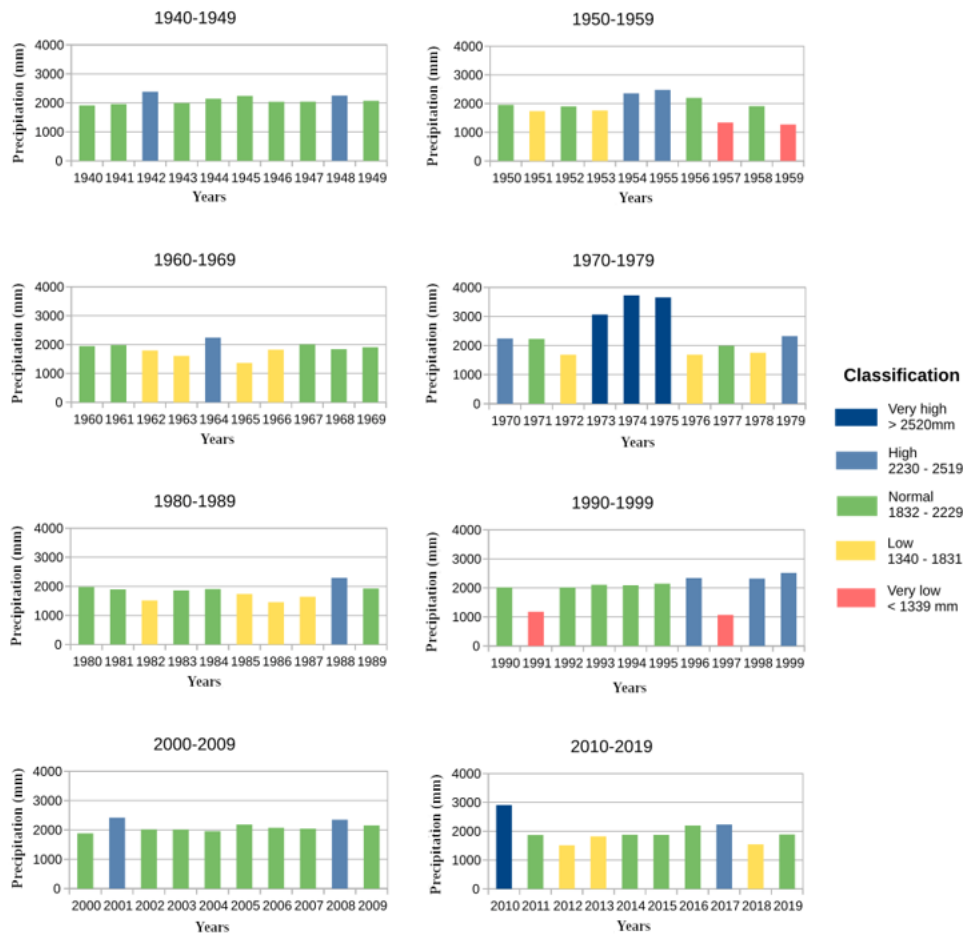 1940-1949
Precipitation (mm)
4000
3000
2000
1000
0
1940 1941 1942 1943 1944 1945 1946 1947 1948 1949
Years
1950-1959
Precipitation (mm)
4000
3000
2000
1000
0
1950 1951 1952 1953 1954 1955 1956 1957 1958 1959
Years
1960-1969
Precipitation (mm)
4000
3000
2000
1000
0
1960 1961 1962 1963 1964 1965 1966 1967 1968 1969
Years
1970-1979
Precipitation (mm)
4000
3000
2000
1000
0
1970 1971 1972 1973 1974 1975 1976 1977 1978 1979
Years
1980-1989
Precipitation (mm)
4000
3000
2000
1000
0
1980 1981 1982 1983 1984 1985 1986 1987 1988 1989
Years
1990-1999
Precipitation (mm)
4000
3000
2000
1000
0
1990 1991 1992 1993 1994 1995 1996 1997 1998 1999
Years
2000-2009
Precipitation (mm)
4000
3000
2000
1000
0
2000 2001 2002 2003 2004 2005 2006 2007 2008 2009
Years
2010-2019
Precipitation (mm)
4000
3000
2000
1000
0
2010 2011 2012 2013 2014 2015 2016 2017 2018 2019
Years
Classification
Very high
> 2520mm
High
2230 - 2519
Normal
1832 - 2229
Low
1340 - 1831
Very low
< 1339 mm